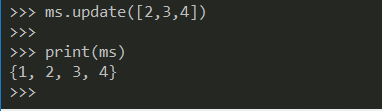 >>> ms.update([2,3,4])
>>>
>>> print(ms)
{1, 2, 3, 4}
>>>